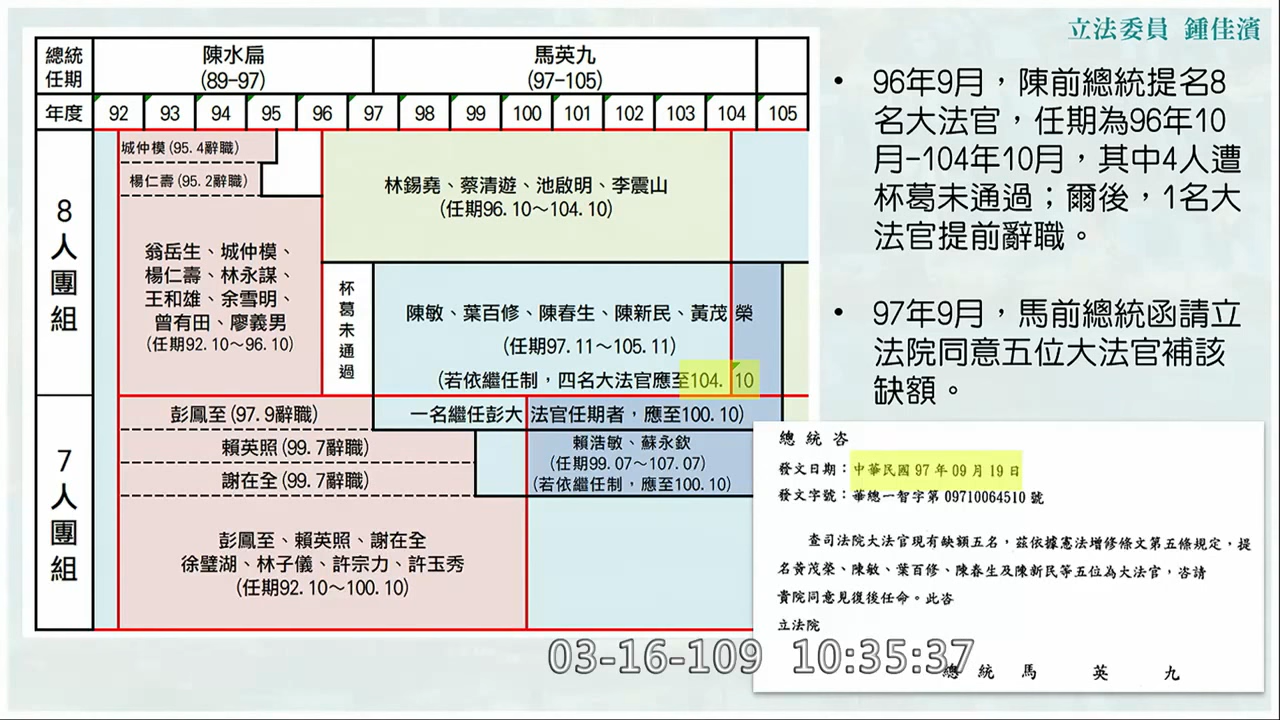 立法委員 鍾佳濱
總統任期
陳水扁
(89-97)
馬英九
(97-105)
年度 92 93 94 95 96 97 98 99 100 101 102 103 104 105
8人團組
城仲模(95.4辭職)
楊仁壽(95.2辭職)
翁岳生、城仲模、
楊仁壽、林永謀、
王和雄、余雪明、
曾有田、廖義男
(任期92.10～96.10)
林錫堯、蔡清遊、池啟明、李震山
(任期96.10～104.10)
杯葛未通過
陳敏、葉百修、陳春生、陳新民、黃茂榮
(任期97.11～105.11)
(若依繼任制，四名大法官應至104.10
7人團組
彭鳳至(97.9辭職)
一名繼任彭大法官任期者，應至100.10)
賴英照(99.7辭職)
謝在全(99.7辭職)
賴浩敏、蘇永欽
(任期99.07～107.07)
(若依繼任制，應至100.10)
彭鳳至、賴英照、謝在全
徐璧湖、林子儀、許宗力、許玉秀
(任期92.10～100.10)
• 96年9月，陳前總統提名8
名大法官，任期為96年10
月-104年10月，其中4人遭
杯葛未通過；爾後，1名大
法官提前辭職。
• 97年9月，馬前總統函請立
法院同意五位大法官補該
缺額。
總統咨
發文日期：中華民國97年09月19日
發文字號：華總一智字第09710064510號
查司法院大法官現有缺額五名，茲依據憲法增修條文第五條規定，提
名黃茂榮、陳敏、葉百修、陳春生及陳新民等五位為大法官，咨請
貴院同意見復後任命。此咨
立法院
總統馬英九
03-16-109 10:35:37